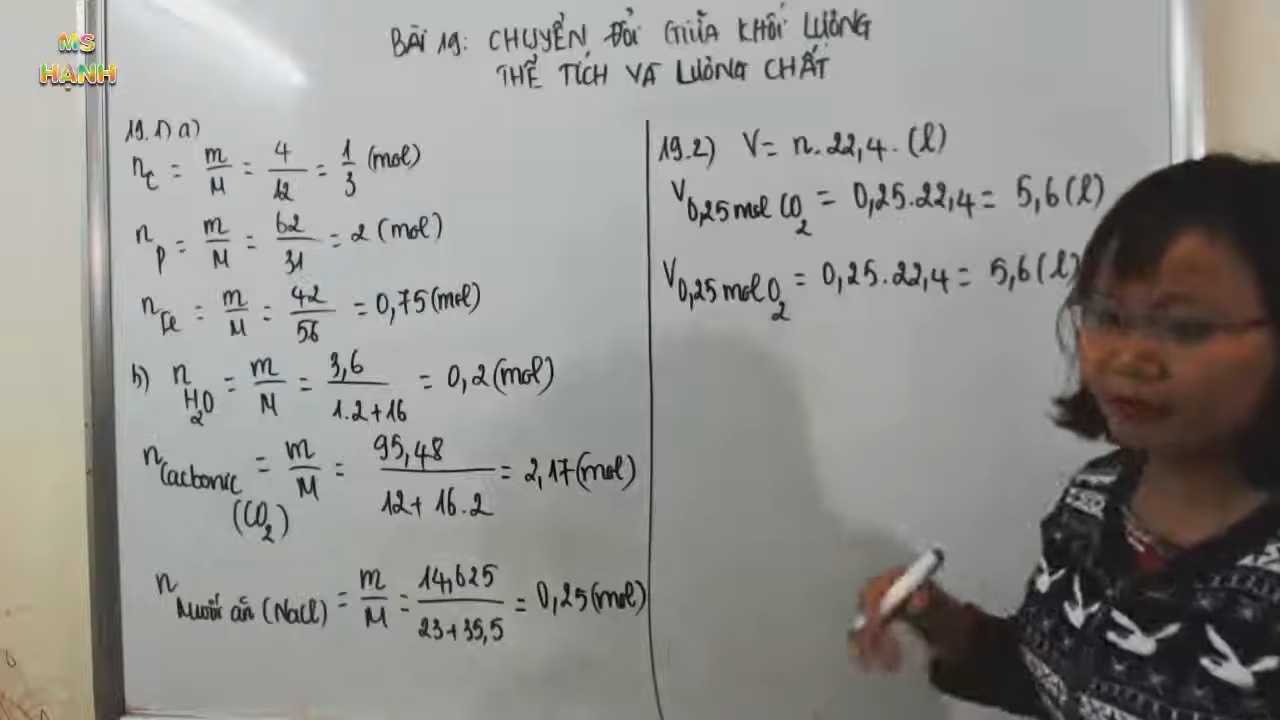 MS
HẠNH
BÀI 19: CHUYỂN ĐỔI GIỮA KHỐI LƯỢNG
THỂ TÍCH VÀ LƯỢNG CHẤT
19.1) a)
n_C = m/M = 4/12 = 1/3 (mol)
n_P = m/M = 62/31 = 2 (mol)
n_Fe = m/M = 42/56 = 0,75 (mol)
b) n_H₂O = m/M = 3,6/(1.2+16) = 0,2 (mol)
n_Cacbonic (CO₂) = m/M = 95,48/(12+16.2) = 2,17 (mol)
n_Muối ăn (NaCl) = m/M = 14,625/(23+35,5) = 0,25 (mol)
19.2) V = n.22,4. (l)
V_0,25 mol CO₂ = 0,25.22,4 = 5,6 (l)
V_0,25 mol O₂ = 0,25.22,4 = 5,6 (l)